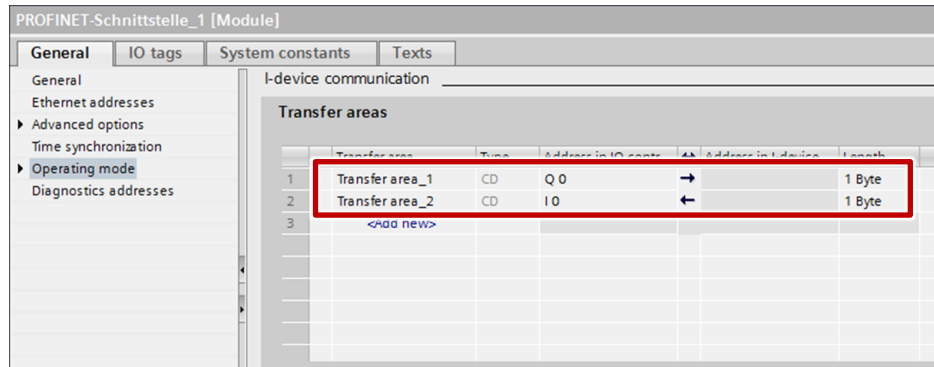 PROFINET-Schnittstelle_1 [Module]
General IO tags System constants Texts
General
Ethernet addresses
Advanced options
Time synchronization
Operating mode
Diagnostics addresses
I-device communication
Transfer areas
Transfer area Type Address in IO contr. Address in I-device Length
1 Transfer area_1 CD Q 0 → 1 Byte
2 Transfer area_2 CD I 0 ← 1 Byte
3 <Add new>